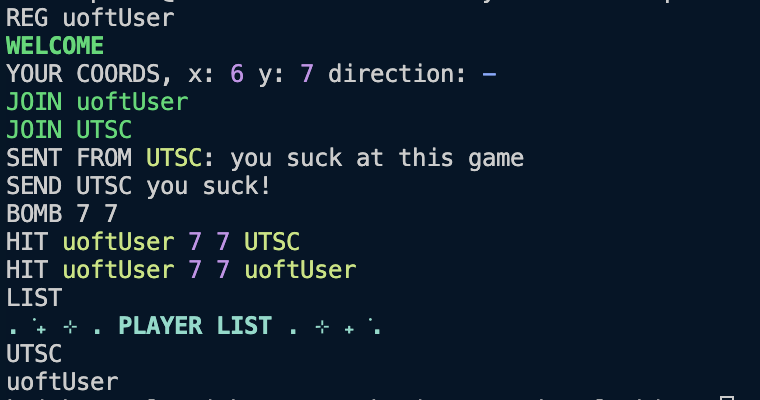 REG uoftUser
WELCOME
YOUR COORDS, x: 6 y: 7 direction: −
JOIN uoftUser
JOIN UTSC
SENT FROM UTSC: you suck at this game
SEND UTSC you suck!
BOMB 7 7
HIT uoftUser 7 7 UTSC
HIT uoftUser 7 7 uoftUser
LIST
. ݁₊ ⊹ . PLAYER LIST . ⊹ ₊ ݁.
UTSC
uoftUser